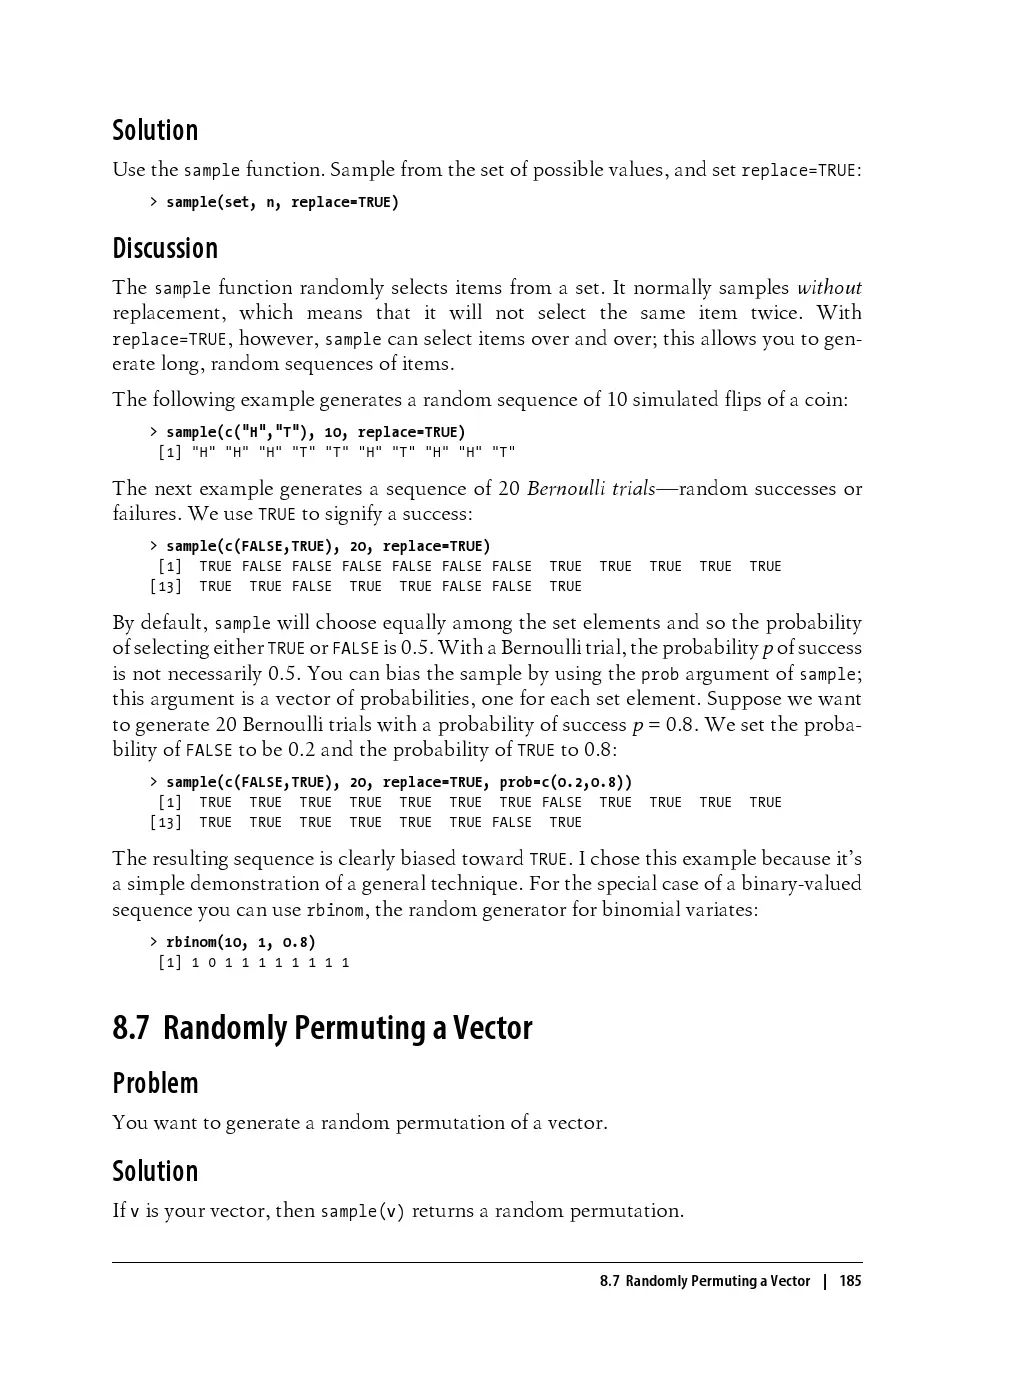 Solution
Use the sample function. Sample from the set of possible values, and set replace=TRUE:
> sample(set, n, replace=TRUE)
Discussion
The sample function randomly selects items from a set. It normally samples without
replacement, which means that it will not select the same item twice. With
replace=TRUE, however, sample can select items over and over; this allows you to gen-
erate long, random sequences of items.
The following example generates a random sequence of 10 simulated flips of a coin:
> sample(c("H","T"), 10, replace=TRUE)
[1] "H" "H" "H" "T" "T" "H" "T" "H" "H" "T"
The next example generates a sequence of 20 Bernoulli trials—random successes or
failures. We use TRUE to signify a success:
> sample(c(FALSE,TRUE), 20, replace=TRUE)
[1]  TRUE FALSE FALSE FALSE FALSE FALSE FALSE  TRUE  TRUE  TRUE  TRUE  TRUE
[13]  TRUE  TRUE FALSE  TRUE  TRUE FALSE FALSE  TRUE
By default, sample will choose equally among the set elements and so the probability
of selecting either TRUE or FALSE is 0.5. With a Bernoulli trial, the probability p of success
is not necessarily 0.5. You can bias the sample by using the prob argument of sample;
this argument is a vector of probabilities, one for each set element. Suppose we want
to generate 20 Bernoulli trials with a probability of success p = 0.8. We set the proba-
bility of FALSE to be 0.2 and the probability of TRUE to 0.8:
> sample(c(FALSE,TRUE), 20, replace=TRUE, prob=c(0.2,0.8))
[1]  TRUE  TRUE  TRUE  TRUE  TRUE  TRUE  TRUE FALSE  TRUE  TRUE  TRUE  TRUE
[13]  TRUE  TRUE  TRUE  TRUE  TRUE  TRUE FALSE  TRUE
The resulting sequence is clearly biased toward TRUE. I chose this example because it's
a simple demonstration of a general technique. For the special case of a binary-valued
sequence you can use rbinom, the random generator for binomial variates:
> rbinom(10, 1, 0.8)
[1] 1 0 1 1 1 1 1 1 1 1
8.7 Randomly Permuting a Vector
Problem
You want to generate a random permutation of a vector.
Solution
If v is your vector, then sample(v) returns a random permutation.
8.7 Randomly Permuting a Vector | 185